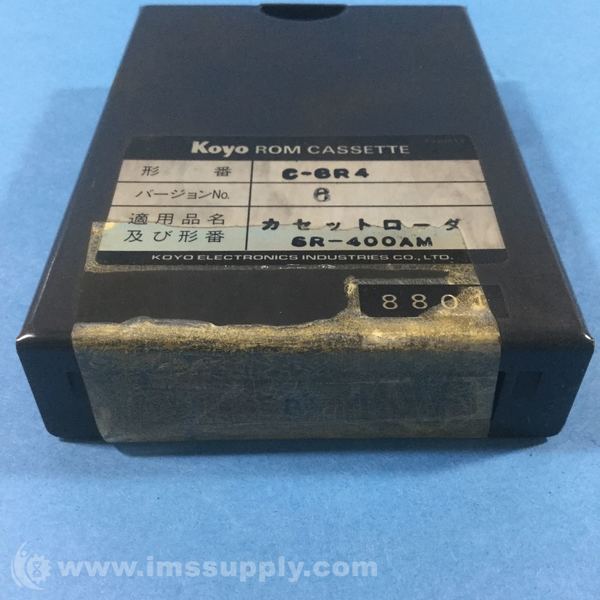 Koyo ROM CASSETTE
形 番 C-6R4
バージョンNo. 6
適用品名 カセットローダ
及び形番 6R-400AM
KOYO ELECTRONICS INDUSTRIES CO., LTD.
8801
www.imssupply.com